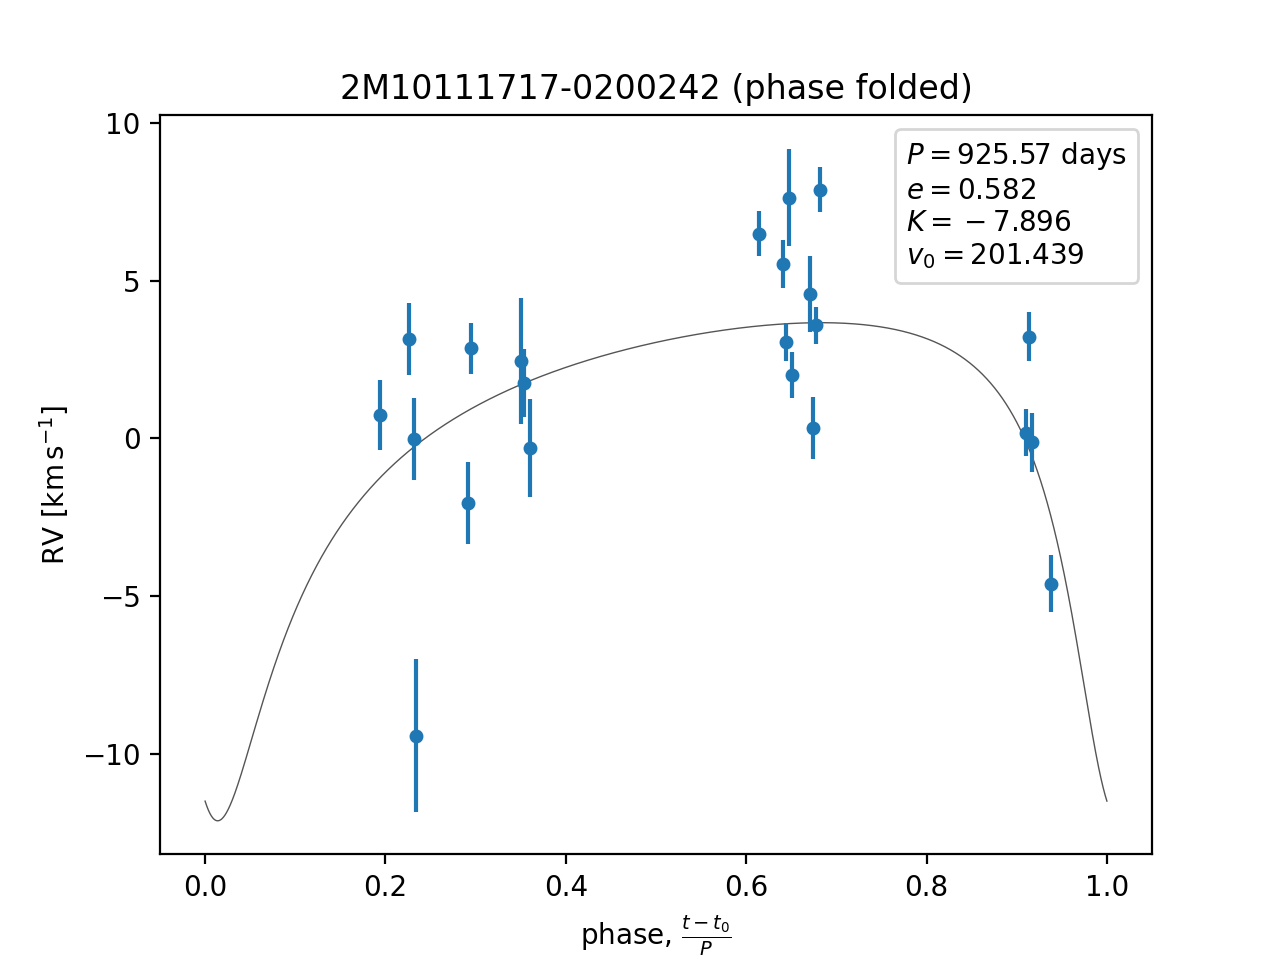 2M10111717-0200242 (phase folded)
P = 925.57 days
e = 0.582
K = −7.896
v₀ = 201.439
RV [km s⁻¹]
10
5
0
−5
−10
0.0 0.2 0.4 0.6 0.8 1.0
phase, (t − t₀)/P